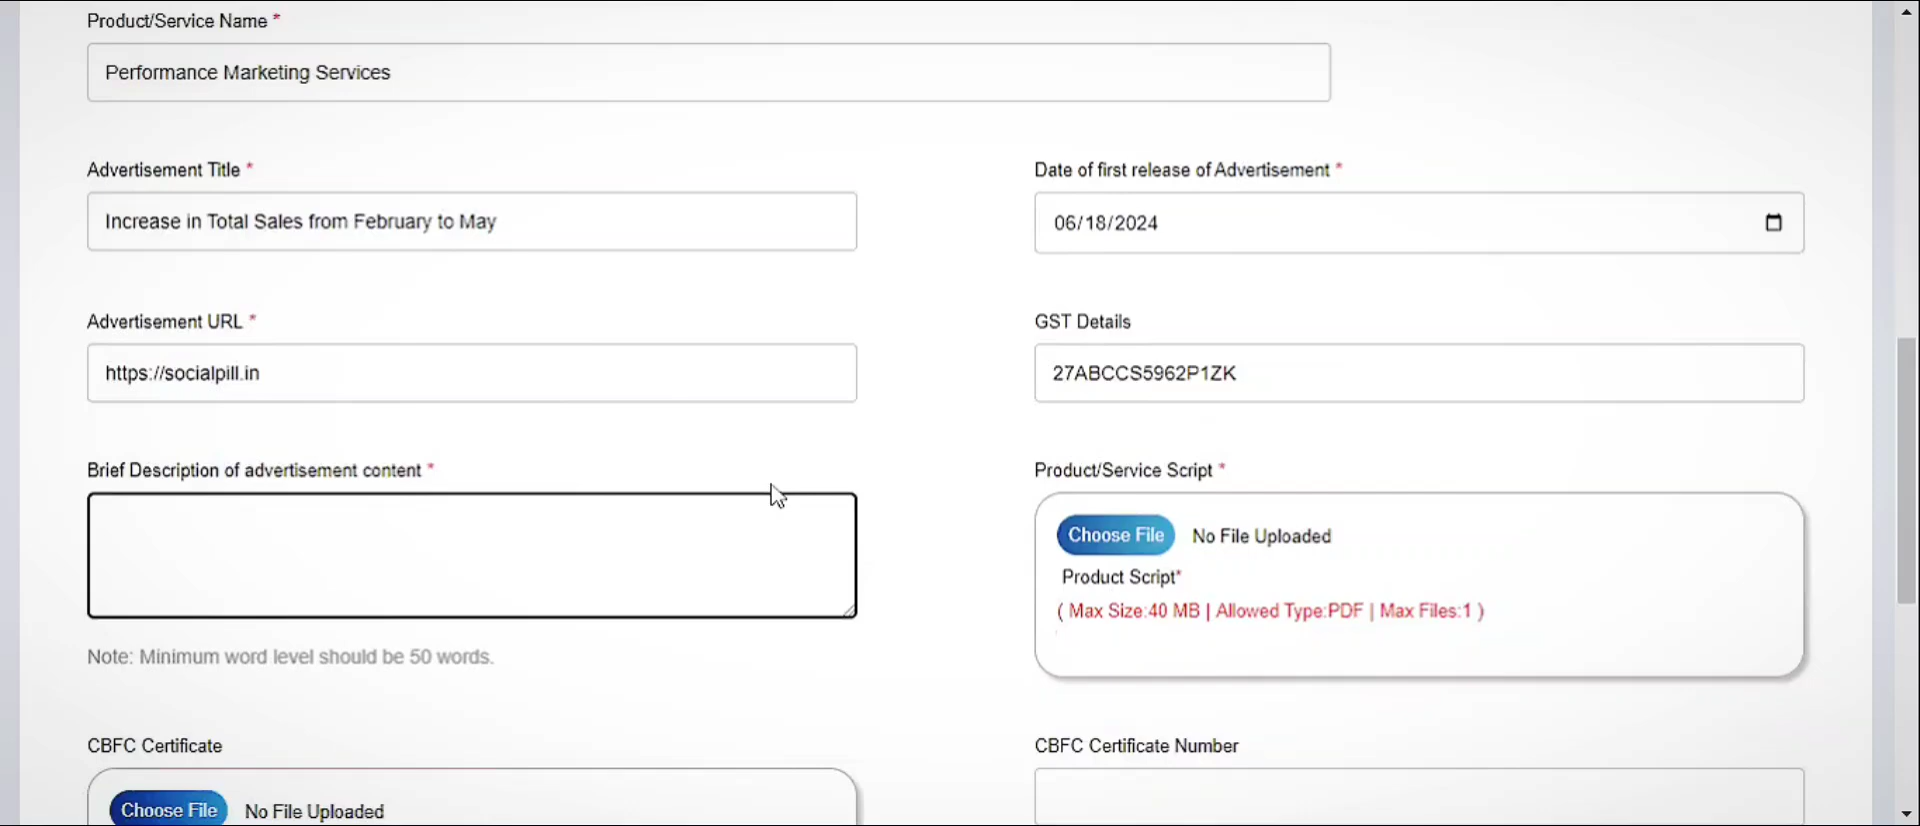 Product/Service Name *
Performance Marketing Services
Advertisement Title *
Date of first release of Advertisement *
Increase in Total Sales from February to May
06/18/2024
Advertisement URL *
GST Details
https://socialpill.in
27ABCCS5962P1ZK
Brief Description of advertisement content *
Product/Service Script *
Choose File No File Uploaded
Product Script*
( Max Size:40 MB | Allowed Type:PDF | Max Files:1 )
Note: Minimum word level should be 50 words.
CBFC Certificate
CBFC Certificate Number
Choose File No File Uploaded